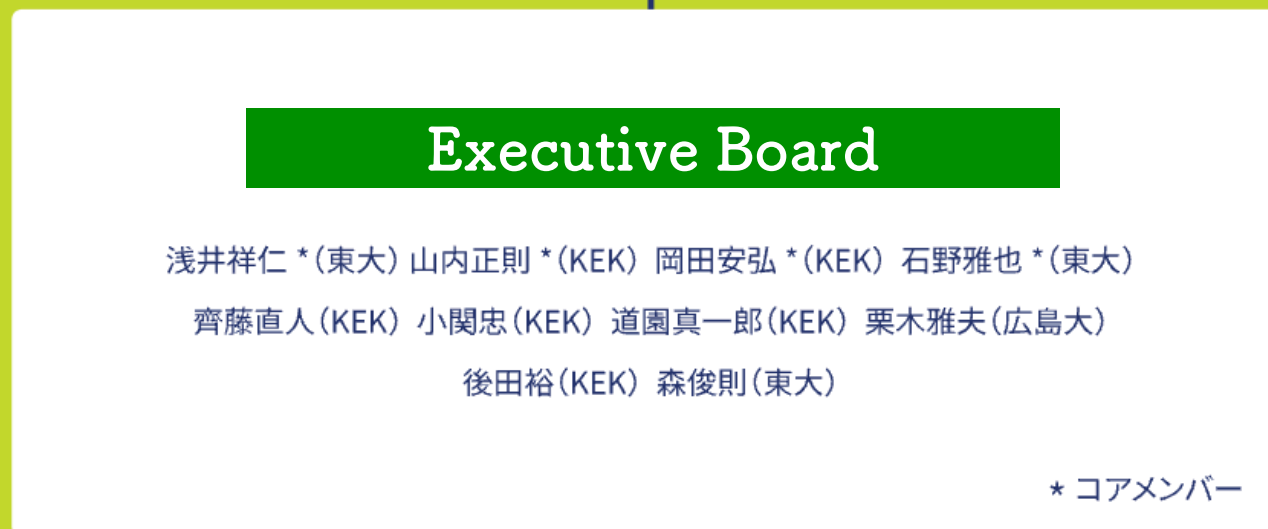 Executive Board
浅井祥仁 *（東大） 山内正則 *（KEK） 岡田安弘 *（KEK） 石野雅也 *（東大）
齊藤直人（KEK） 小関忠（KEK） 道園真一郎（KEK） 栗木雅夫（広島大）
後田裕（KEK） 森俊則（東大）
* コアメンバー